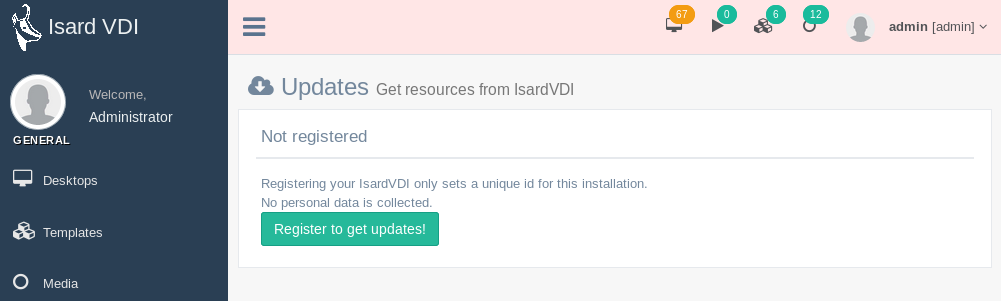 Isard VDI
67
0
6
12
admin [admin]
Welcome,
Administrator
GENERAL
Desktops
Templates
Media
Updates Get resources from IsardVDI
Not registered
Registering your IsardVDI only sets a unique id for this installation.
No personal data is collected.
Register to get updates!